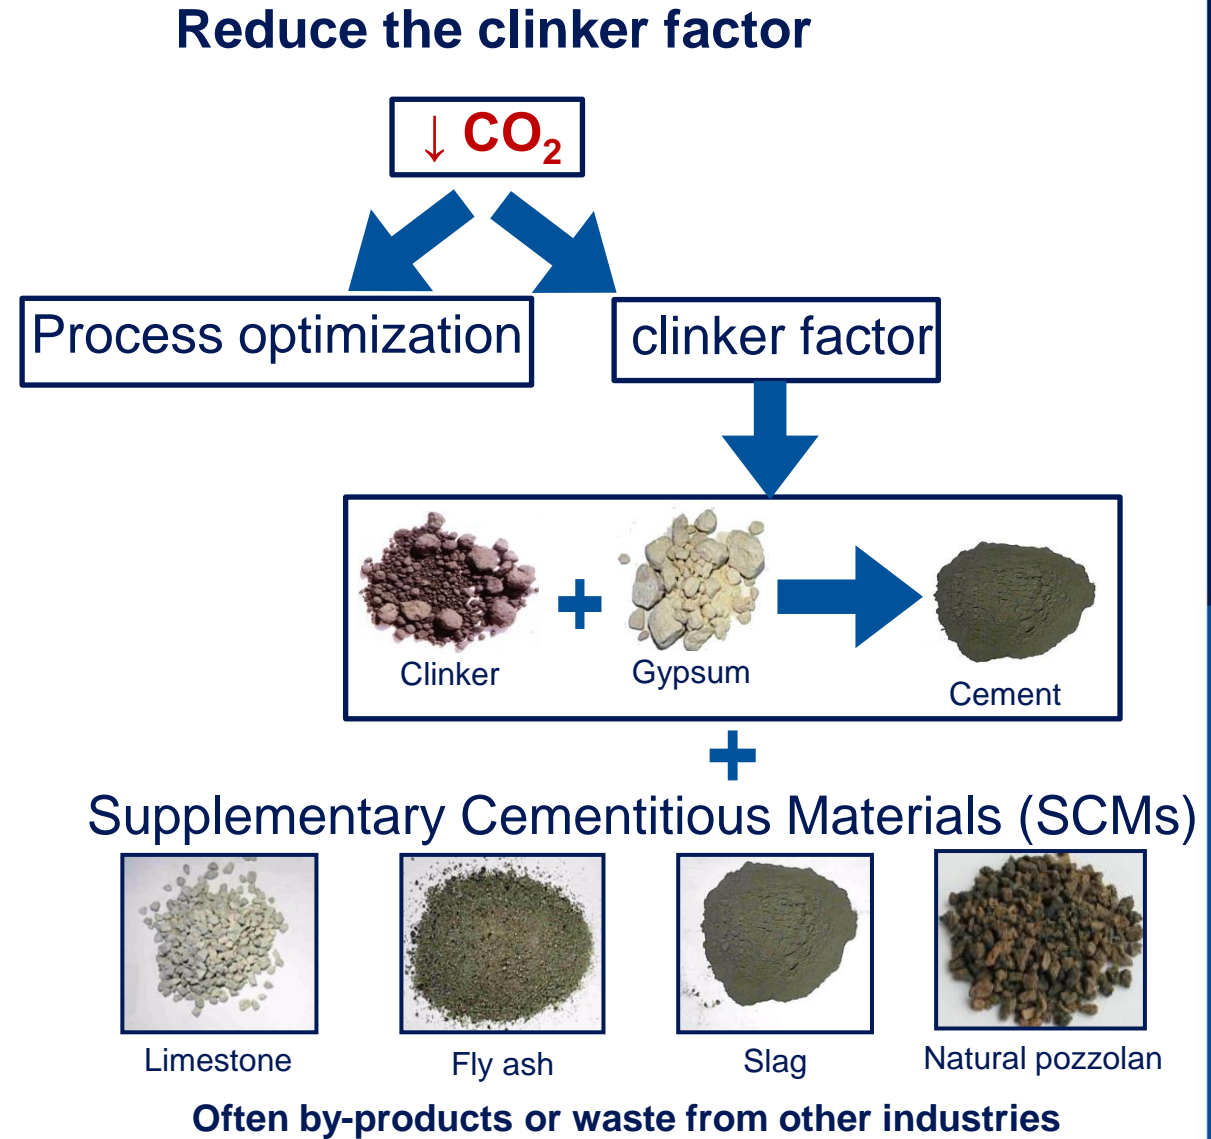 Reduce the clinker factor
↓ CO₂
Process optimization
clinker factor
+
Clinker
Gypsum
Cement
+
Supplementary Cementitious Materials (SCMs)
Limestone
Fly ash
Slag
Natural pozzolan
Often by-products or waste from other industries